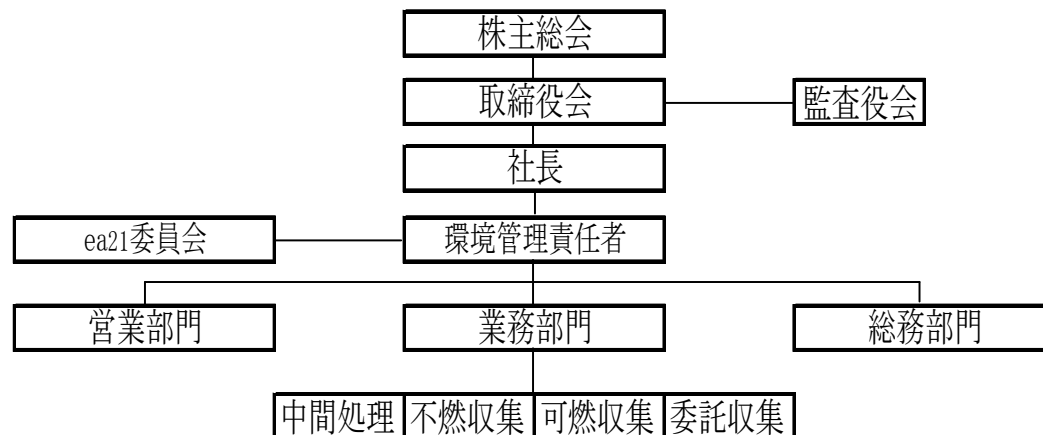 株主総会
取締役会 監査役会
社長
ea21委員会 環境管理責任者
営業部門 業務部門 総務部門
中間処理 不燃収集 可燃収集 委託収集